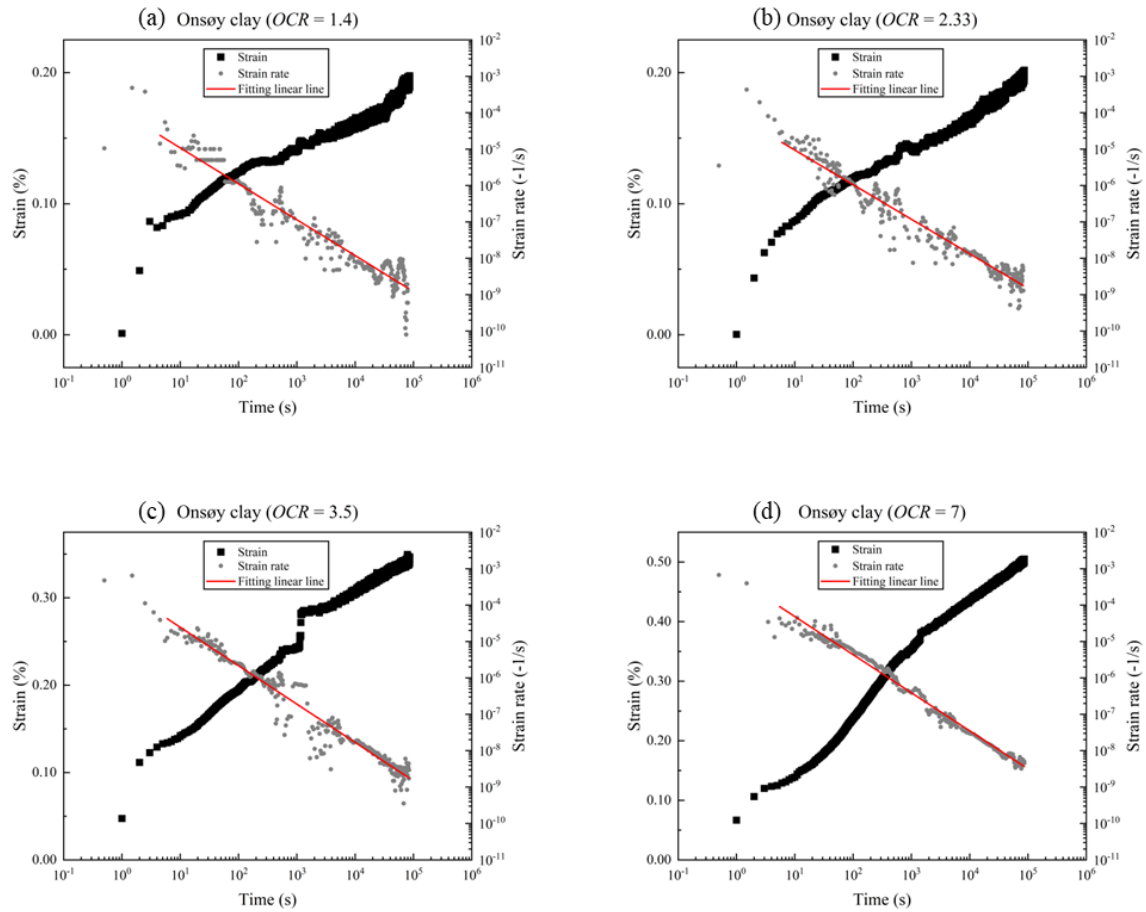 (a) Onsøy clay (OCR = 1.4)
Strain
Strain rate
Fitting linear line
Strain (%)
0.20
0.10
0.00
Strain rate (-1/s)
10⁻²
10⁻³
10⁻⁴
10⁻⁵
10⁻⁶
10⁻⁷
10⁻⁸
10⁻⁹
10⁻¹⁰
10⁻¹¹
10⁻¹ 10⁰ 10¹ 10² 10³ 10⁴ 10⁵ 10⁶
Time (s)
(b) Onsøy clay (OCR = 2.33)
Strain
Strain rate
Fitting linear line
Strain (%)
0.20
0.10
0.00
Strain rate (-1/s)
10⁻²
10⁻³
10⁻⁴
10⁻⁵
10⁻⁶
10⁻⁷
10⁻⁸
10⁻⁹
10⁻¹⁰
10⁻¹¹
10⁻¹ 10⁰ 10¹ 10² 10³ 10⁴ 10⁵ 10⁶
Time (s)
(c) Onsøy clay (OCR = 3.5)
Strain
Strain rate
Fitting linear line
Strain (%)
0.30
0.20
0.10
0.00
Strain rate (-1/s)
10⁻²
10⁻³
10⁻⁴
10⁻⁵
10⁻⁶
10⁻⁷
10⁻⁸
10⁻⁹
10⁻¹⁰
10⁻¹¹
10⁻¹ 10⁰ 10¹ 10² 10³ 10⁴ 10⁵ 10⁶
Time (s)
(d) Onsøy clay (OCR = 7)
Strain
Strain rate
Fitting linear line
Strain (%)
0.50
0.40
0.30
0.20
0.10
0.00
Strain rate (-1/s)
10⁻²
10⁻³
10⁻⁴
10⁻⁵
10⁻⁶
10⁻⁷
10⁻⁸
10⁻⁹
10⁻¹⁰
10⁻¹¹
10⁻¹ 10⁰ 10¹ 10² 10³ 10⁴ 10⁵ 10⁶
Time (s)